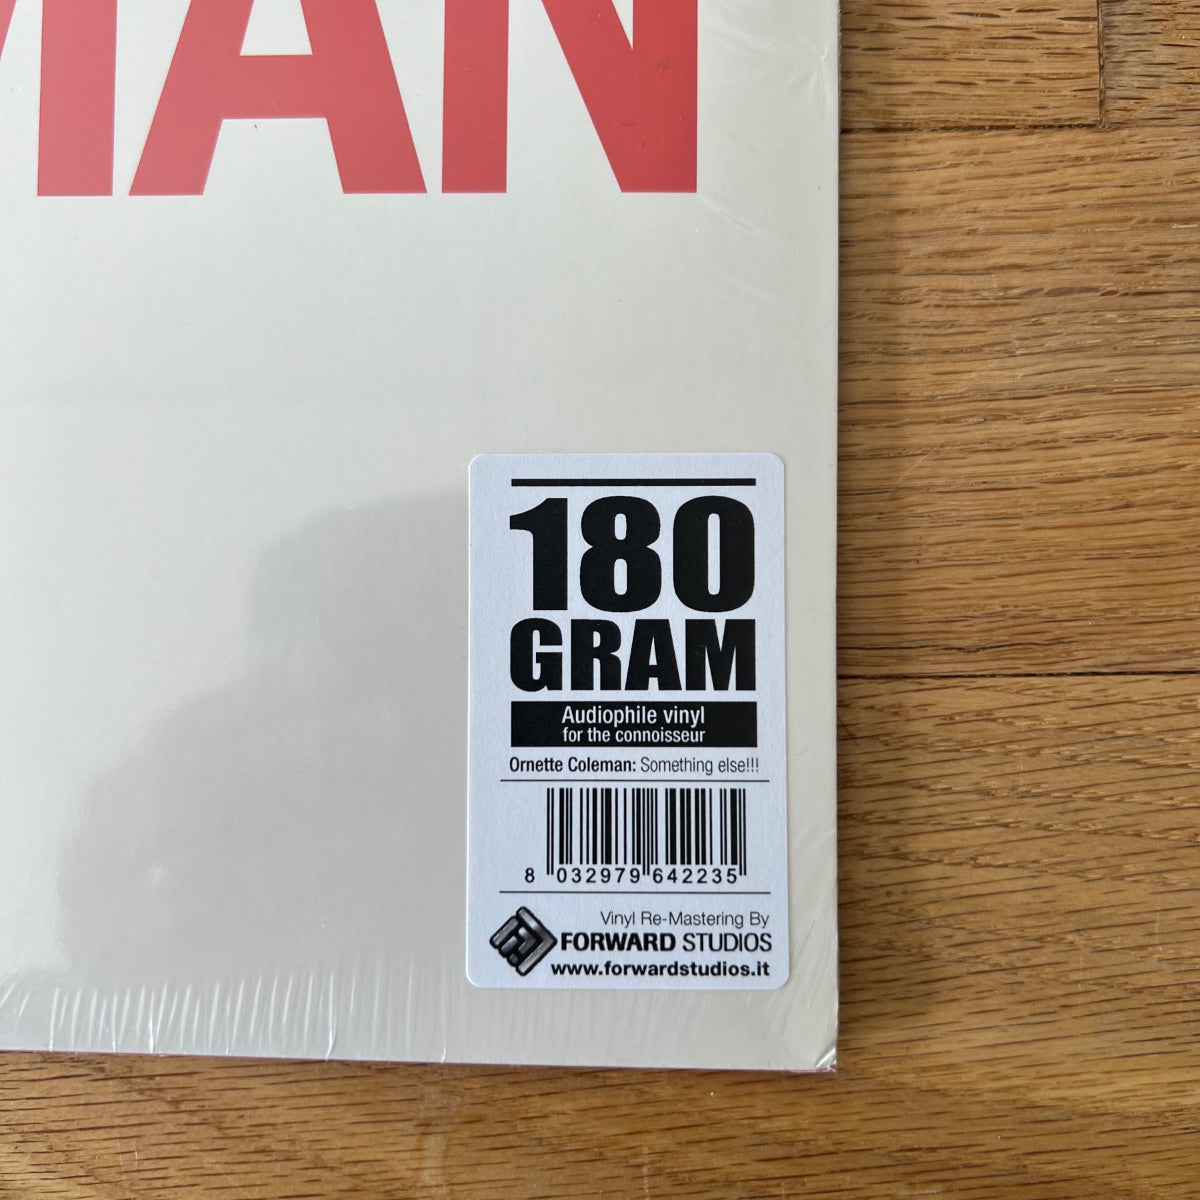 MAN
180
GRAM
Audiophile vinyl
for the connoisseur
Ornette Coleman: Something else!!!
8 032979 642235
Vinyl Re-Mastering By
FORWARD STUDIOS
www.forwardstudios.it